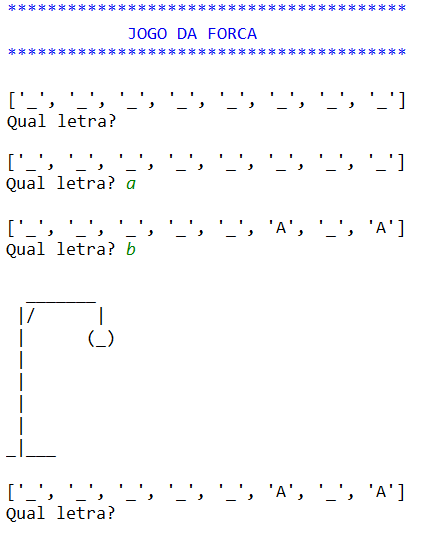 ****************************************
JOGO DA FORCA
****************************************
['_', '_', '_', '_', '_', '_', '_', '_']
Qual letra?
['_', '_', '_', '_', '_', '_', '_', '_']
Qual letra? a
['_', '_', '_', '_', '_', 'A', '_', 'A']
Qual letra? b
  _______
 |/      |
 |      (_)
 |
 |
 |
 |
_|___
['_', '_', '_', '_', '_', 'A', '_', 'A']
Qual letra?